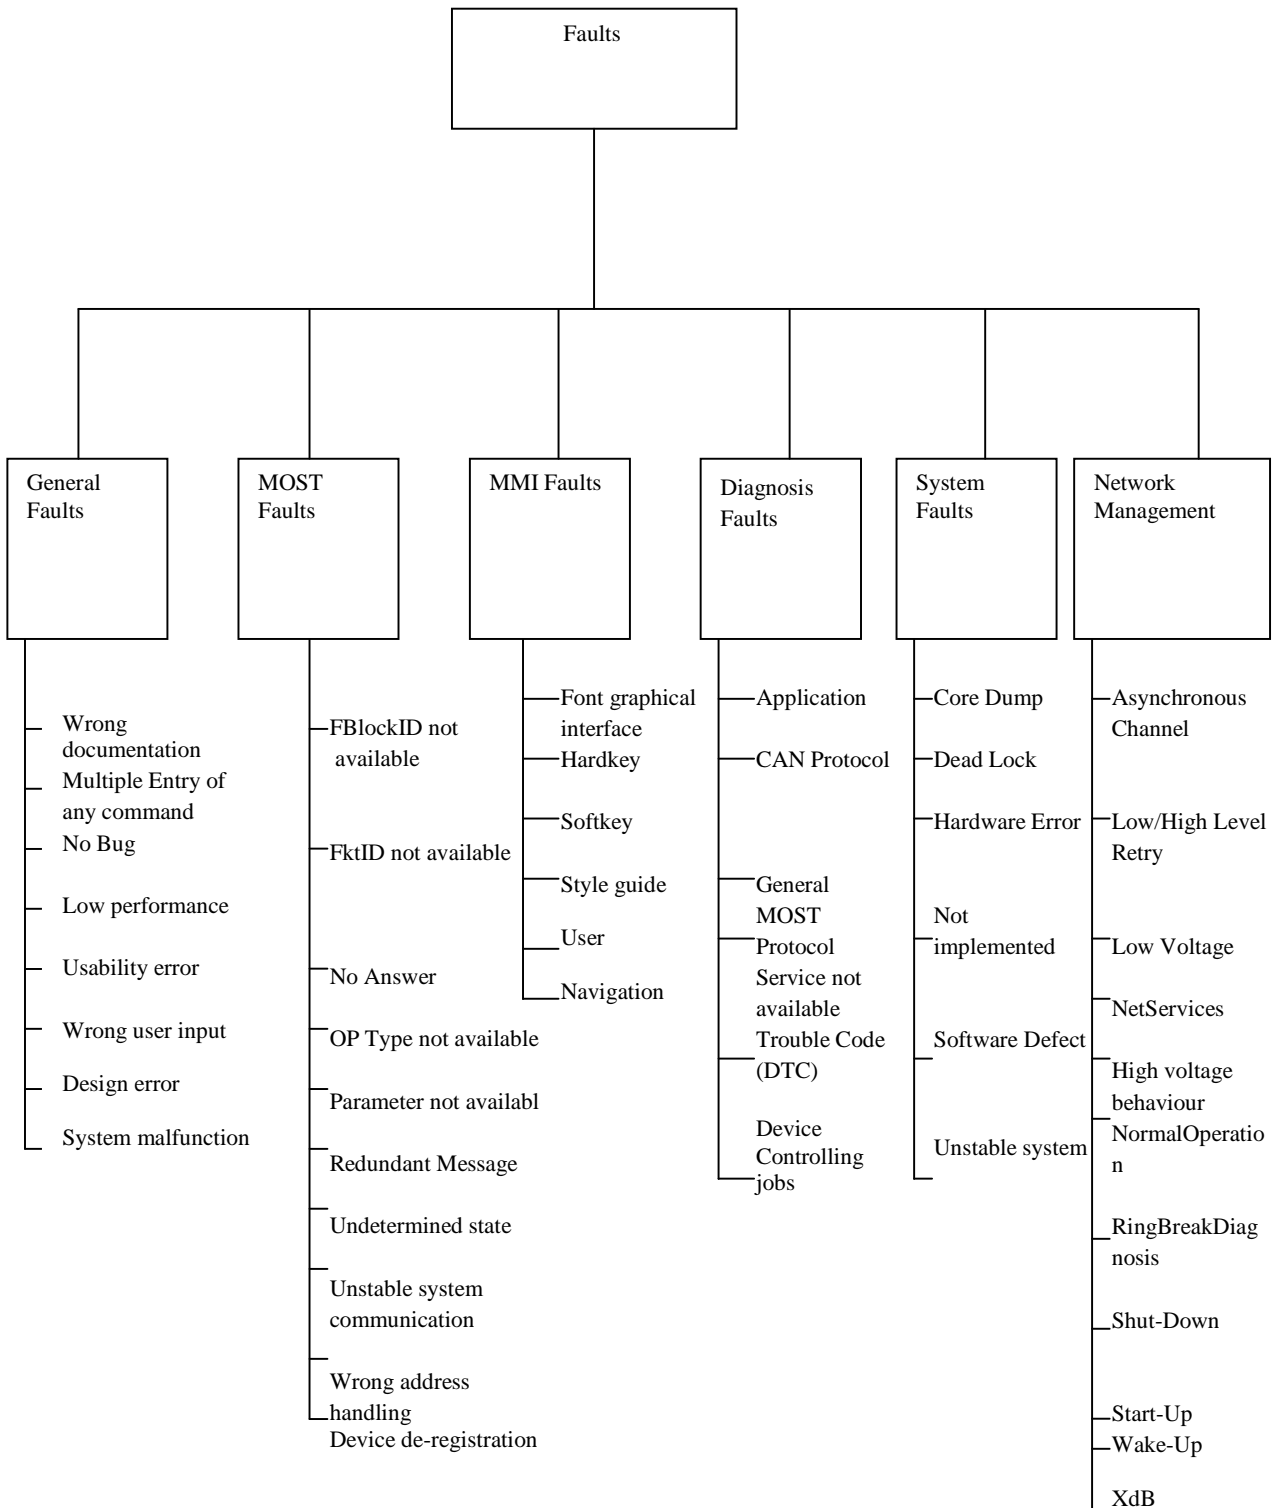 Faults
General
Faults
MOST
Faults
MMI Faults
Diagnosis
Faults
System
Faults
Network
Management
Wrong
documentation
Multiple Entry of
any command
No Bug
Low performance
Usability error
Wrong user input
Design error
System malfunction
FBlockID not
available
FktID not available
No Answer
OP Type not available
Parameter not availabl
Redundant Message
Undetermined state
Unstable system
communication
Wrong address
handling
Device de-registration
Font graphical
interface
Hardkey
Softkey
Style guide
User
Navigation
Application
CAN Protocol
General
MOST
Protocol
Service not
available
Trouble Code
(DTC)
Device
Controlling
jobs
Core Dump
Dead Lock
Hardware Error
Not
implemented
Software Defect
Unstable system
Asynchronous
Channel
Low/High Level
Retry
Low Voltage
NetServices
High voltage
behaviour
NormalOperatio
n
RingBreakDiag
nosis
Shut-Down
Start-Up
Wake-Up
XdB